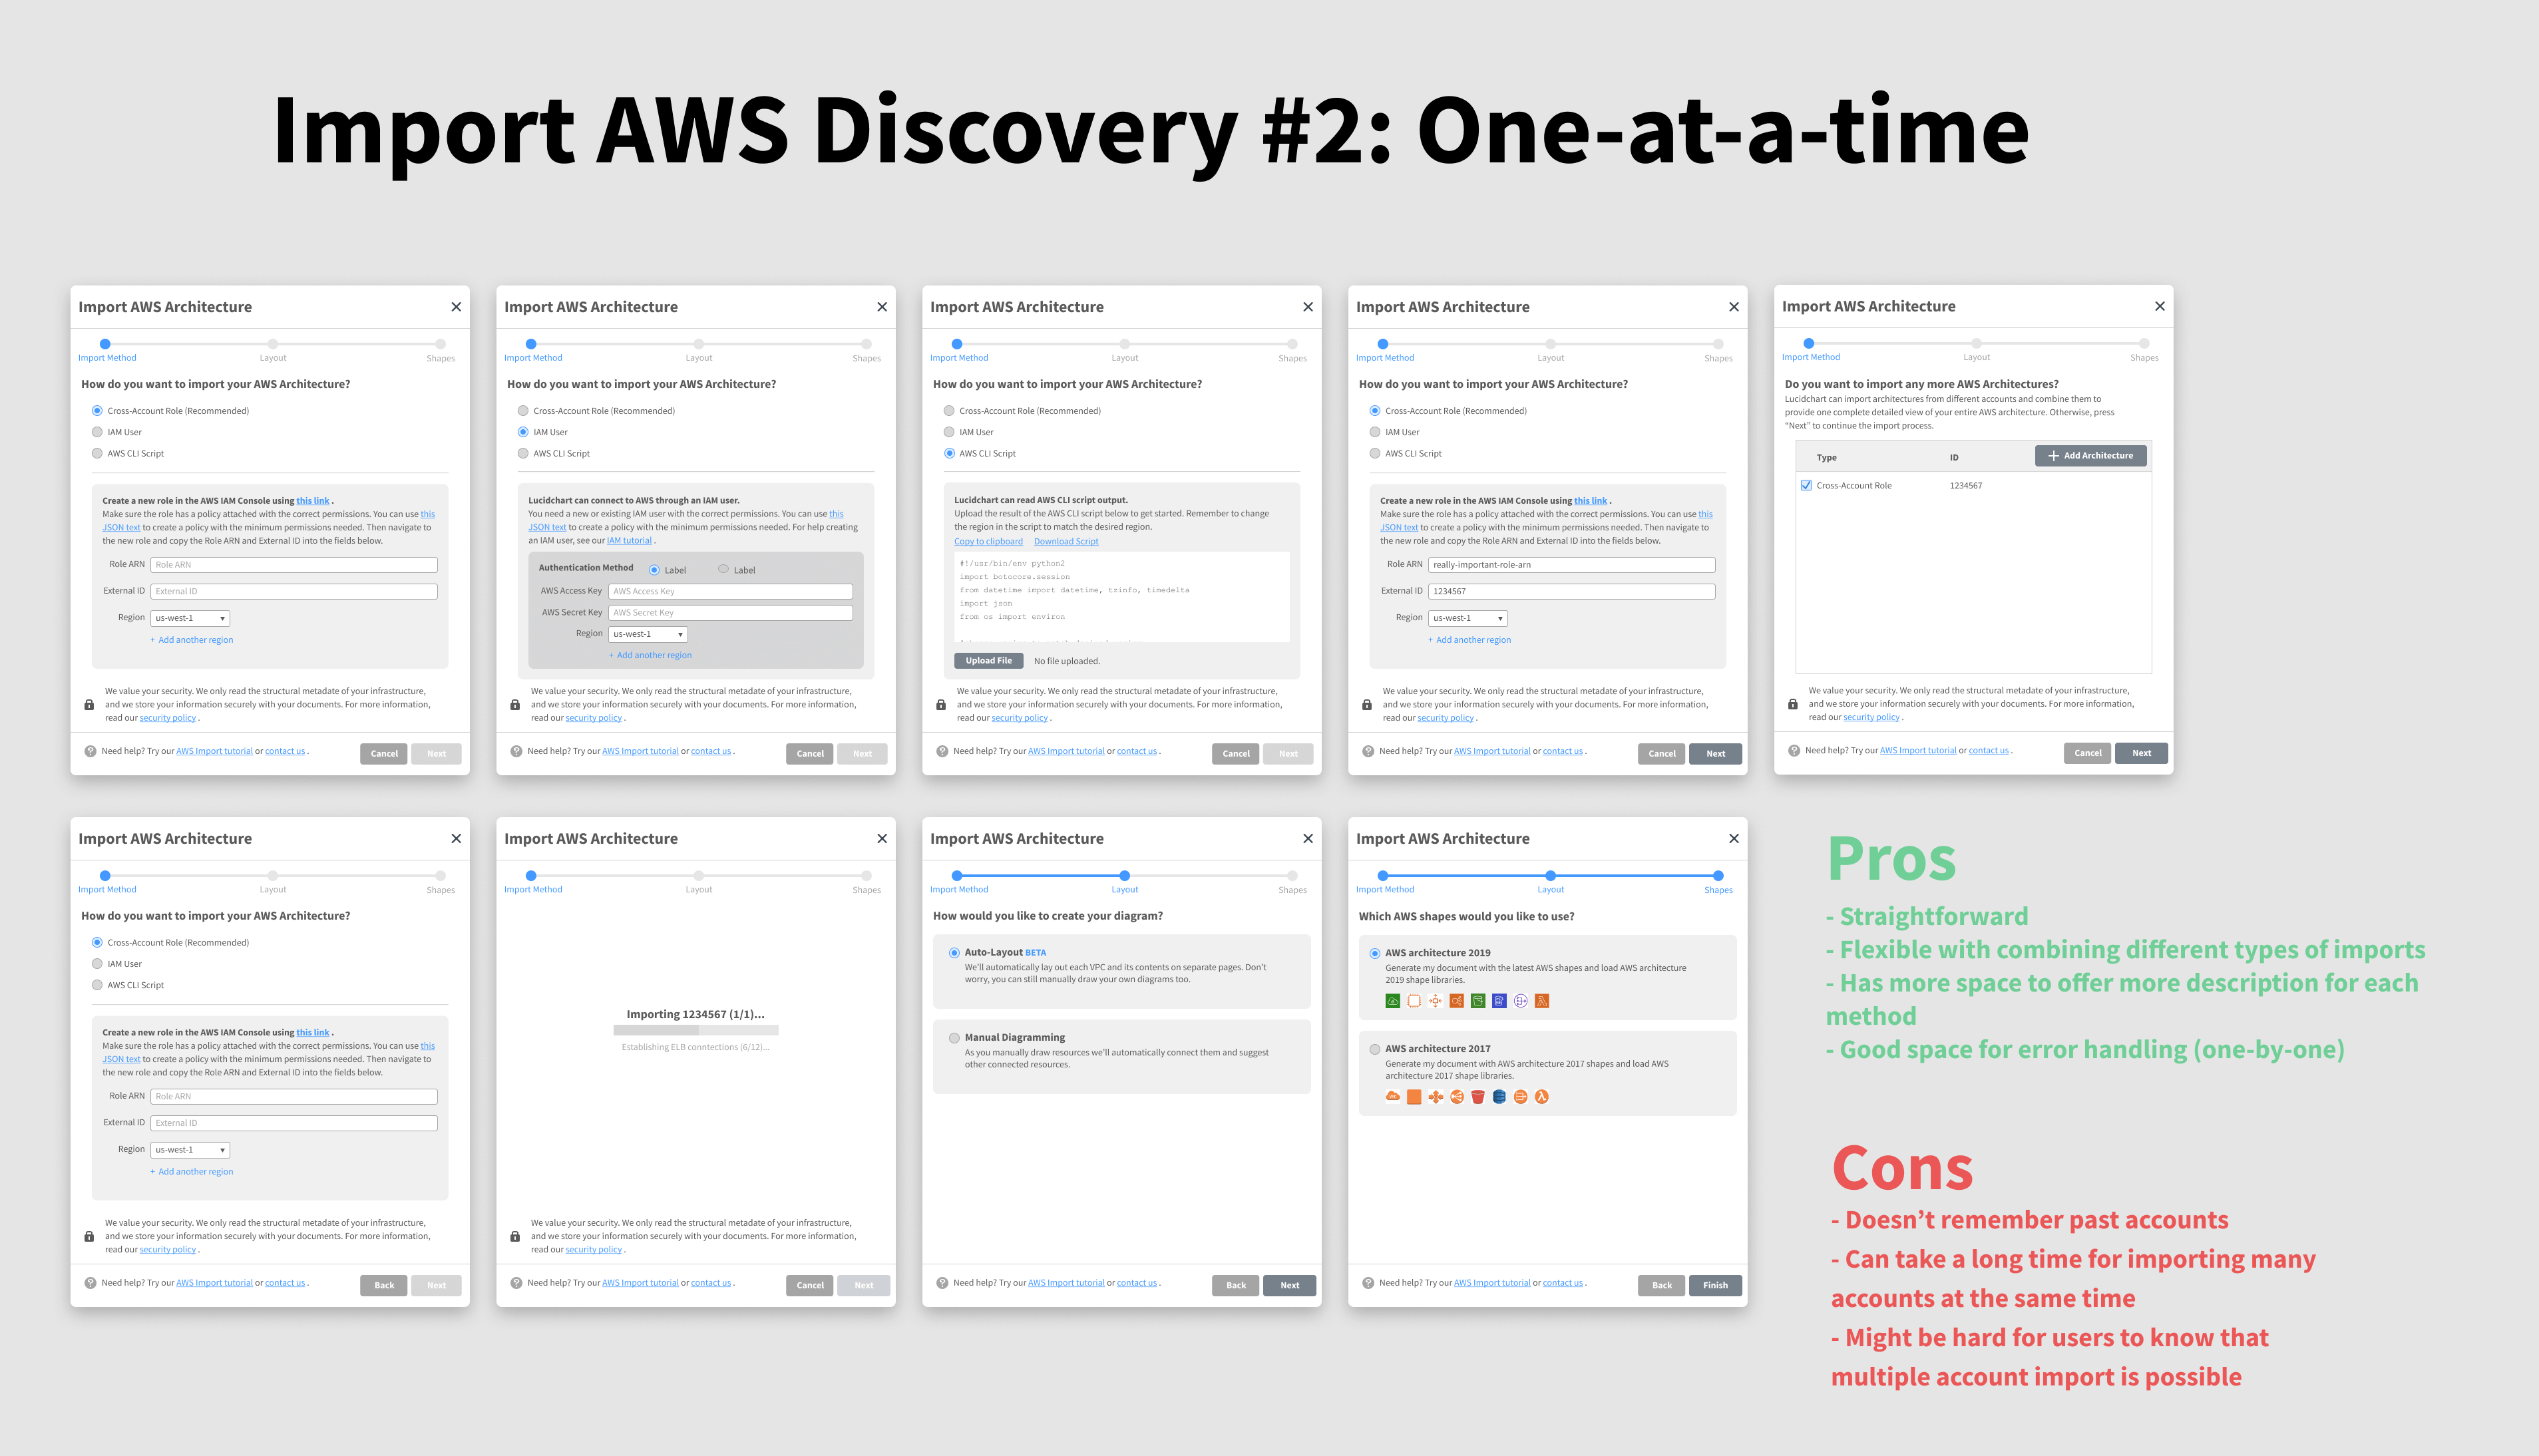 Import AWS Discovery #2: One-at-a-time
Import AWS Architecture
Import Method
Layout
Shapes
How do you want to import your AWS Architecture?
Cross-Account Role (Recommended)
IAM User
AWS CLI Script
Create a new role in the AWS IAM Console using this link .
Make sure the role has a policy attached with the correct permissions. You can use this
JSON text to create a policy with the minimum permissions needed. Then navigate to
the new role and copy the Role ARN and External ID into the fields below.
Role ARN Role ARN
External ID External ID
Region us-west-1
+ Add another region
We value your security. We only read the structural metadate of your infrastructure,
and we store your information securely with your documents. For more information,
read our security policy .
Need help? Try our AWS Import tutorial or contact us .
Cancel Next
Import AWS Architecture
Import Method
Layout
Shapes
How do you want to import your AWS Architecture?
Cross-Account Role (Recommended)
IAM User
AWS CLI Script
Lucidchart can connect to AWS through an IAM user.
You need a new or existing IAM user with the correct permissions. You can use this
JSON text to create a policy with the minimum permissions needed. For help creating
an IAM user, see our IAM tutorial .
Authentication Method Label Label
AWS Access Key AWS Access Key
AWS Secret Key AWS Secret Key
Region us-west-1
+ Add another region
We value your security. We only read the structural metadate of your infrastructure,
and we store your information securely with your documents. For more information,
read our security policy .
Need help? Try our AWS Import tutorial or contact us .
Cancel Next
Import AWS Architecture
Import Method
Layout
Shapes
How do you want to import your AWS Architecture?
Cross-Account Role (Recommended)
IAM User
AWS CLI Script
Lucidchart can read AWS CLI script output.
Upload the result of the AWS CLI script below to get started. Remember to change
the region in the script to match the desired region.
Copy to clipboard Download Script
#!/usr/bin/env python2
import botocore.session
from datetime import datetime, tzinfo, timedelta
import json
from os import environ
Upload File No file uploaded.
We value your security. We only read the structural metadate of your infrastructure,
and we store your information securely with your documents. For more information,
read our security policy .
Need help? Try our AWS Import tutorial or contact us .
Cancel Next
Import AWS Architecture
Import Method
Layout
Shapes
How do you want to import your AWS Architecture?
Cross-Account Role (Recommended)
IAM User
AWS CLI Script
Create a new role in the AWS IAM Console using this link .
Make sure the role has a policy attached with the correct permissions. You can use this
JSON text to create a policy with the minimum permissions needed. Then navigate to
the new role and copy the Role ARN and External ID into the fields below.
Role ARN really-important-role-arn
External ID 1234567
Region us-west-1
+ Add another region
We value your security. We only read the structural metadate of your infrastructure,
and we store your information securely with your documents. For more information,
read our security policy .
Need help? Try our AWS Import tutorial or contact us .
Cancel Next
Import AWS Architecture
Import Method
Layout
Shapes
Do you want to import any more AWS Architectures?
Lucidchart can import architectures from different accounts and combine them to
provide one complete detailed view of your entire AWS architecture. Otherwise, press
“Next” to continue the import process.
Type ID + Add Architecture
Cross-Account Role 1234567
We value your security. We only read the structural metadate of your infrastructure,
and we store your information securely with your documents. For more information,
read our security policy .
Need help? Try our AWS Import tutorial or contact us .
Cancel Next
Import AWS Architecture
Import Method
Layout
Shapes
How do you want to import your AWS Architecture?
Cross-Account Role (Recommended)
IAM User
AWS CLI Script
Create a new role in the AWS IAM Console using this link .
Make sure the role has a policy attached with the correct permissions. You can use this
JSON text to create a policy with the minimum permissions needed. Then navigate to
the new role and copy the Role ARN and External ID into the fields below.
Role ARN Role ARN
External ID External ID
Region us-west-1
+ Add another region
We value your security. We only read the structural metadate of your infrastructure,
and we store your information securely with your documents. For more information,
read our security policy .
Need help? Try our AWS Import tutorial or contact us .
Back Next
Import AWS Architecture
Import Method
Layout
Shapes
Importing 1234567 (1/1)...
Establishing ELB conntections (6/12)...
We value your security. We only read the structural metadate of your infrastructure,
and we store your information securely with your documents. For more information,
read our security policy .
Need help? Try our AWS Import tutorial or contact us .
Cancel Next
Import AWS Architecture
Import Method
Layout
Shapes
How would you like to create your diagram?
Auto-Layout BETA
We'll automatically lay out each VPC and its contents on separate pages. Don't
worry, you can still manually draw your own diagrams too.
Manual Diagramming
As you manually draw resources we'll automatically connect them and suggest
other connected resources.
Need help? Try our AWS Import tutorial or contact us .
Back Next
Import AWS Architecture
Import Method
Layout
Shapes
Which AWS shapes would you like to use?
AWS architecture 2019
Generate my document with the latest AWS shapes and load AWS architecture
2019 shape libraries.
AWS architecture 2017
Generate my document with AWS architecture 2017 shapes and load AWS
architecture 2017 shape libraries.
Need help? Try our AWS Import tutorial or contact us .
Back Finish
Pros
- Straightforward
- Flexible with combining different types of imports
- Has more space to offer more description for each
method
- Good space for error handling (one-by-one)
Cons
- Doesn’t remember past accounts
- Can take a long time for importing many
accounts at the same time
- Might be hard for users to know that
multiple account import is possible